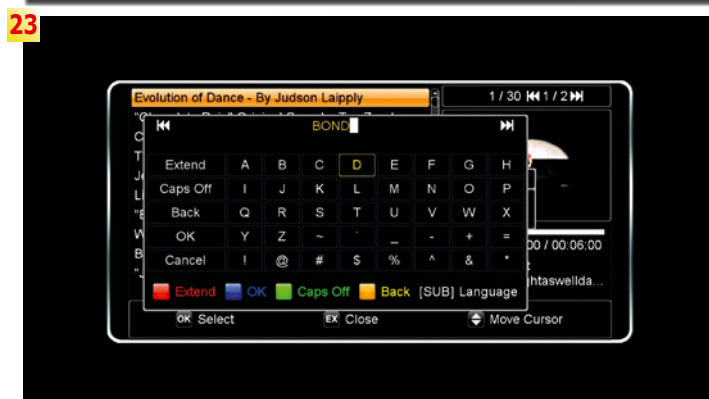 23
Evolution of Dance - By Judson Laipply
1 / 30 ⏮ 1 / 2 ⏭
⏮ BOND ⏭
Extend A B C D E F G H
Caps Off I J K L M N O P
Back Q R S T U V W X
OK Y Z ~ ` _ - + =
Cancel ! @ # $ % ^ & *
00 / 00:06:00
htaswellda...
Extend OK Caps Off Back [SUB] Language
OK Select EX Close Move Cursor